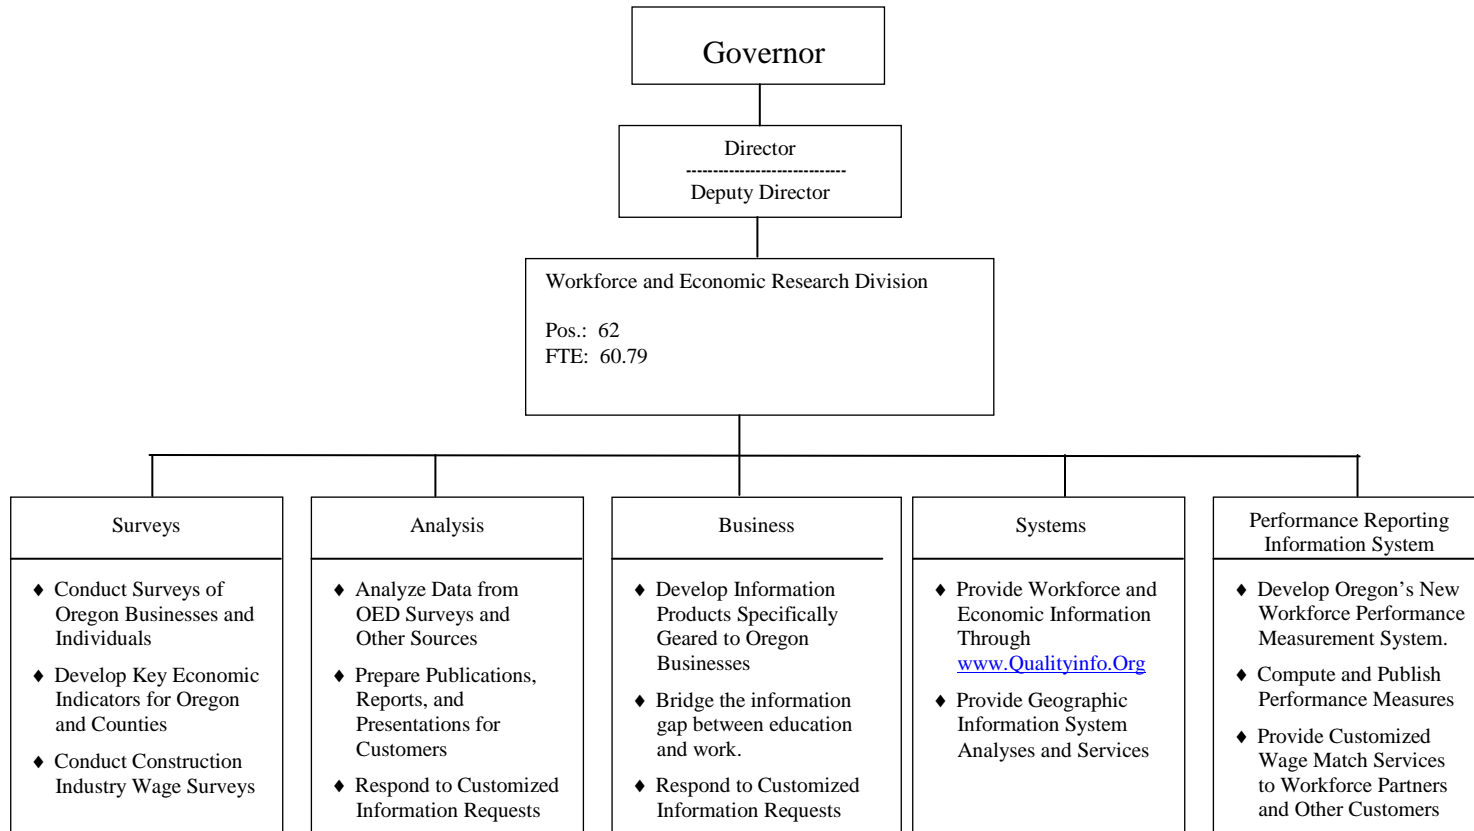 Governor
Director
-----------------------------
Deputy Director
Workforce and Economic Research Division
Pos.: 62
FTE: 60.79
Surveys
♦ Conduct Surveys of
Oregon Businesses and
Individuals
♦ Develop Key Economic
Indicators for Oregon
and Counties
♦ Conduct Construction
Industry Wage Surveys
Analysis
♦ Analyze Data from
OED Surveys and
Other Sources
♦ Prepare Publications,
Reports, and
Presentations for
Customers
♦ Respond to Customized
Information Requests
Business
♦ Develop Information
Products Specifically
Geared to Oregon
Businesses
♦ Bridge the information
gap between education
and work.
♦ Respond to Customized
Information Requests
Systems
♦ Provide Workforce and
Economic Information
Through
www.Qualityinfo.Org
♦ Provide Geographic
Information System
Analyses and Services
Performance Reporting
Information System
♦ Develop Oregon’s New
Workforce Performance
Measurement System.
♦ Compute and Publish
Performance Measures
♦ Provide Customized
Wage Match Services
to Workforce Partners
and Other Customers